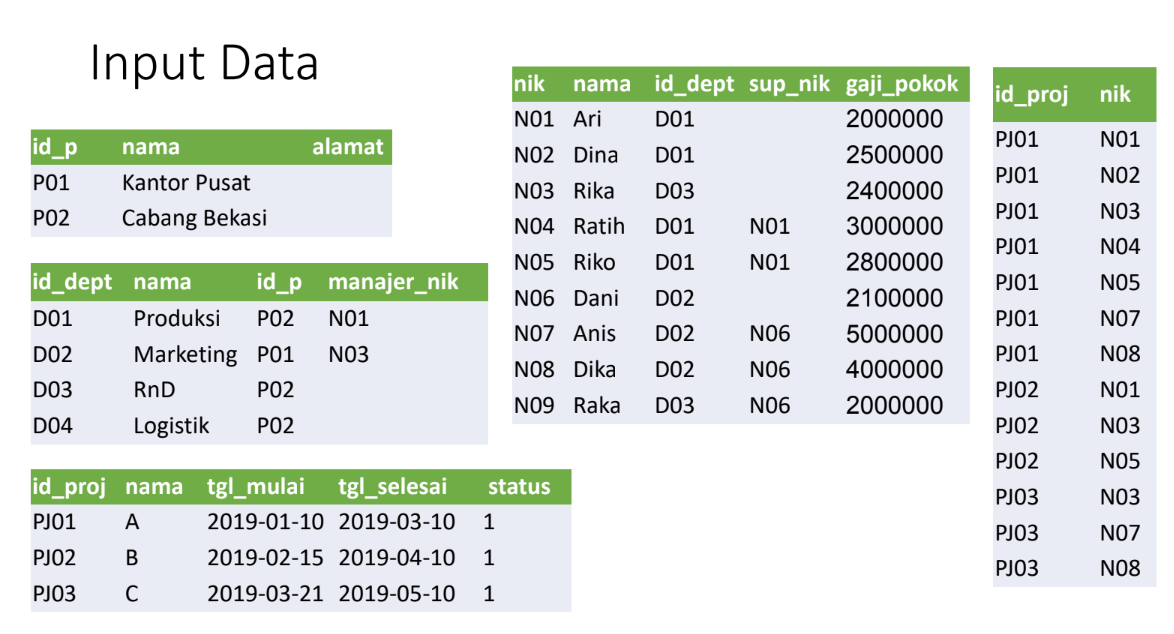 Input Data
id_p nama alamat
P01 Kantor Pusat
P02 Cabang Bekasi
id_dept nama id_p manajer_nik
D01 Produksi P02 N01
D02 Marketing P01 N03
D03 RnD P02
D04 Logistik P02
id_proj nama tgl_mulai tgl_selesai status
PJ01 A 2019-01-10 2019-03-10 1
PJ02 B 2019-02-15 2019-04-10 1
PJ03 C 2019-03-21 2019-05-10 1
nik nama id_dept sup_nik gaji_pokok
N01 Ari D01 2000000
N02 Dina D01 2500000
N03 Rika D03 2400000
N04 Ratih D01 N01 3000000
N05 Riko D01 N01 2800000
N06 Dani D02 2100000
N07 Anis D02 N06 5000000
N08 Dika D02 N06 4000000
N09 Raka D03 N06 2000000
id_proj nik
PJ01 N01
PJ01 N02
PJ01 N03
PJ01 N04
PJ01 N05
PJ01 N07
PJ01 N08
PJ02 N01
PJ02 N03
PJ02 N05
PJ03 N03
PJ03 N07
PJ03 N08